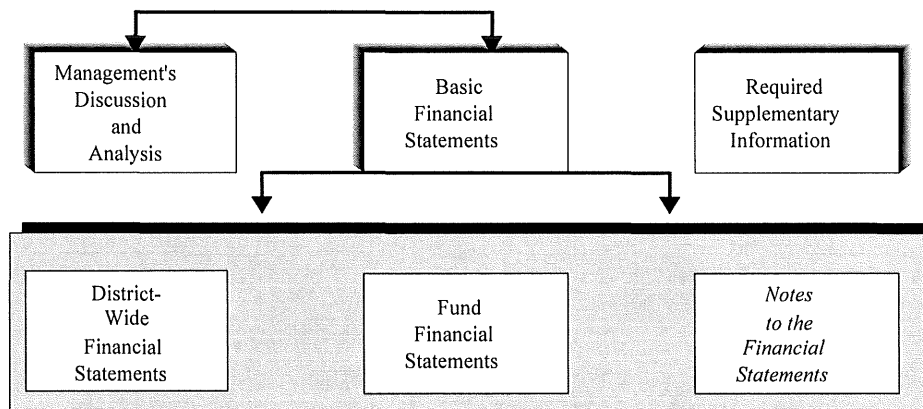 Management's
Discussion
and
Analysis
Basic
Financial
Statements
Required
Supplementary
Information
District-
Wide
Financial
Statements
Fund
Financial
Statements
Notes
to the
Financial
Statements